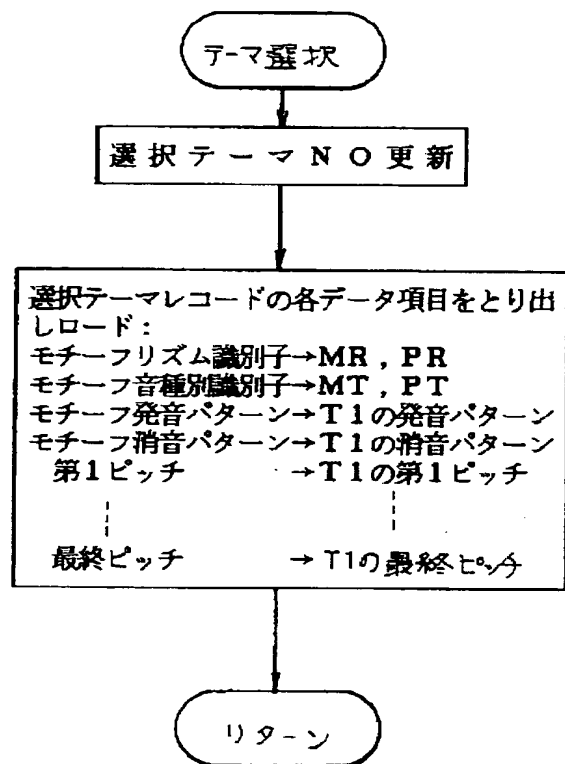 テーマ選択
選択テーマNO更新
選択テーマレコードの各データ項目をとり出
しロード：
モチーフリズム識別子→MR，PR
モチーフ音種別識別子→MT，PT
モチーフ発音パターン→T1の発音パターン
モチーフ消音パターン→T1の消音パターン
第1ピッチ →T1の第1ピッチ
最終ピッチ →T1の最終ピッチ
リターン